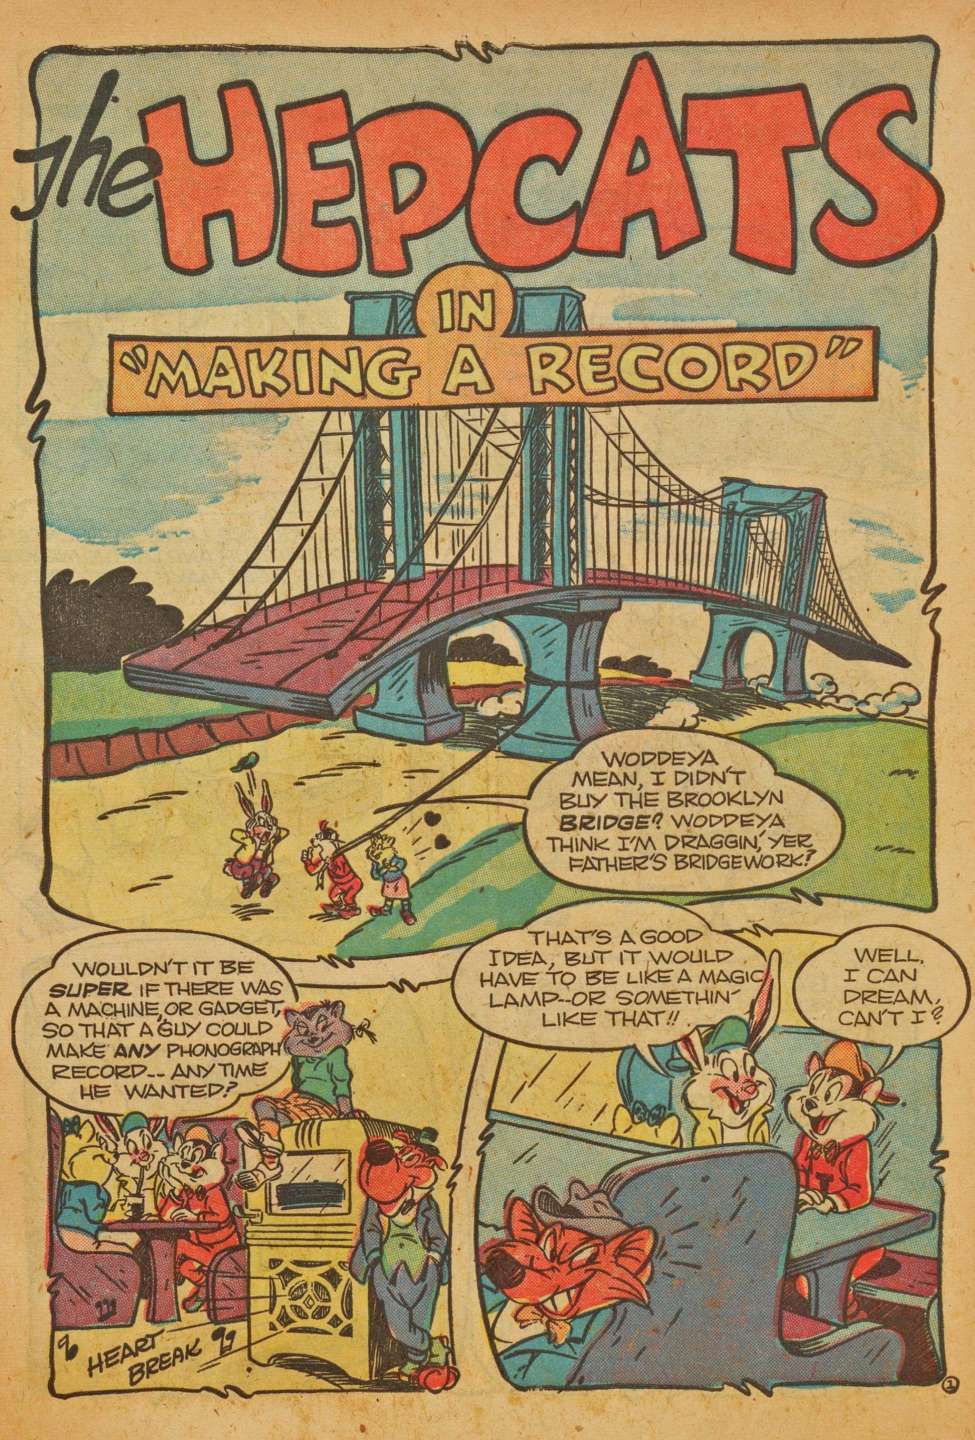 The HEPCATS
IN
"MAKING A RECORD"
WODDEYA
MEAN, I DIDN'T
BUY THE BROOKLYN
BRIDGE? WODDEYA
THINK I'M DRAGGIN', YER
FATHER'S BRIDGEWORK?
WOULDN'T IT BE
SUPER IF THERE WAS
A MACHINE, OR GADGET,
SO THAT A GUY COULD
MAKE ANY PHONOGRAPH
RECORD-- ANY TIME
HE WANTED?
HEART
BREAK
THAT'S A GOOD
IDEA, BUT IT WOULD
HAVE TO BE LIKE A MAGIC
LAMP--OR SOMETHIN'
LIKE THAT!!
WELL,
I CAN
DREAM,
CAN'T I?
1